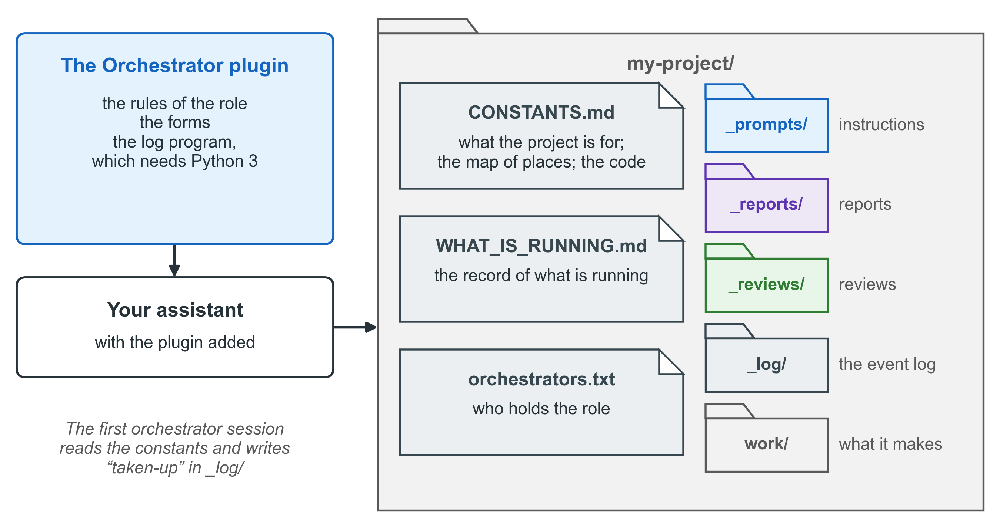 The Orchestrator plugin
the rules of the role
the forms
the log program,
which needs Python 3
Your assistant
with the plugin added
The first orchestrator session
reads the constants and writes
“taken-up” in _log/
my-project/
CONSTANTS.md
what the project is for;
the map of places; the code
WHAT_IS_RUNNING.md
the record of what is running
orchestrators.txt
who holds the role
_prompts/
instructions
_reports/
reports
_reviews/
reviews
_log/
the event log
work/
what it makes